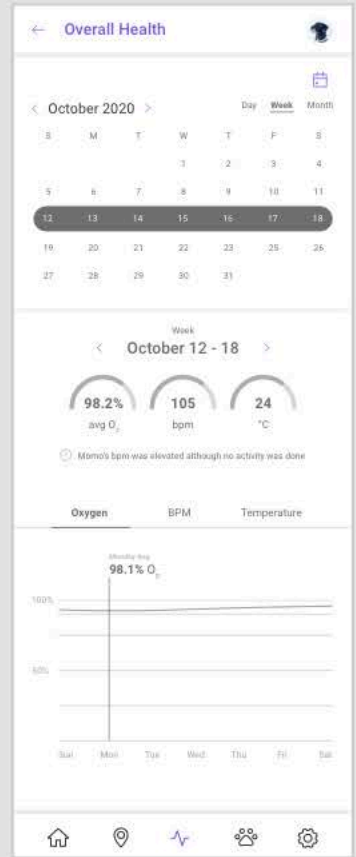 Overall Health
< October 2020 >
Day Week Month
S M T W T F S
1 2 3 4
5 6 7 8 9 10 11
12 13 14 15 16 17 18
19 20 21 22 23 25 26
27 28 29 30 31
Week
< October 12 - 18 >
98.2% 105 24
avg O₂ bpm °C
Momo's bpm was elevated although no activity was done
Oxygen BPM Temperature
Monday Avg
98.1% O₂
100%
50%
Sun Mon Tue Wed Thu Fri Sat